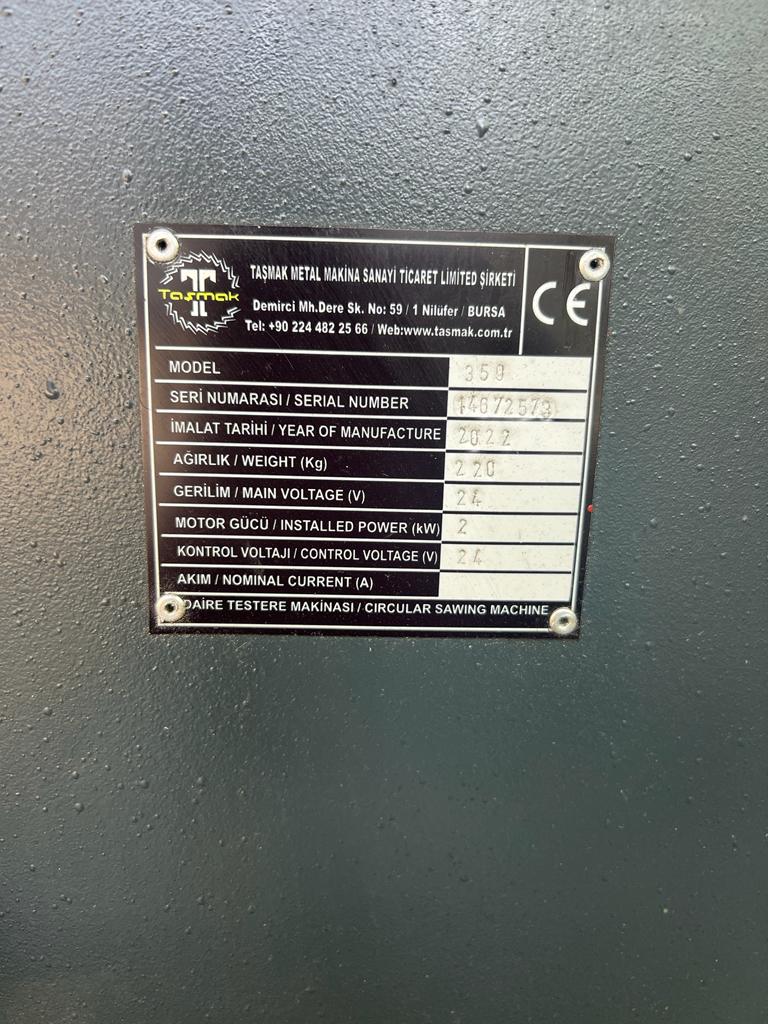 Taşmak
TAŞMAK METAL MAKİNA SANAYİ TİCARET LİMİTED ŞİRKETİ
Demirci Mh.Dere Sk. No: 59 / 1 Nilüfer / BURSA
Tel: +90 224 482 25 66 / Web:www.tasmak.com.tr
CE
MODEL 359
SERİ NUMARASI / SERIAL NUMBER 14672573
İMALAT TARİHİ / YEAR OF MANUFACTURE 2022
AĞIRLIK / WEIGHT (Kg) 220
GERİLİM / MAIN VOLTAGE (V) 24
MOTOR GÜCÜ / INSTALLED POWER (kW) 2
KONTROL VOLTAJI / CONTROL VOLTAGE (V) 24
AKIM / NOMINAL CURRENT (A)
DAİRE TESTERE MAKİNASI / CIRCULAR SAWING MACHINE